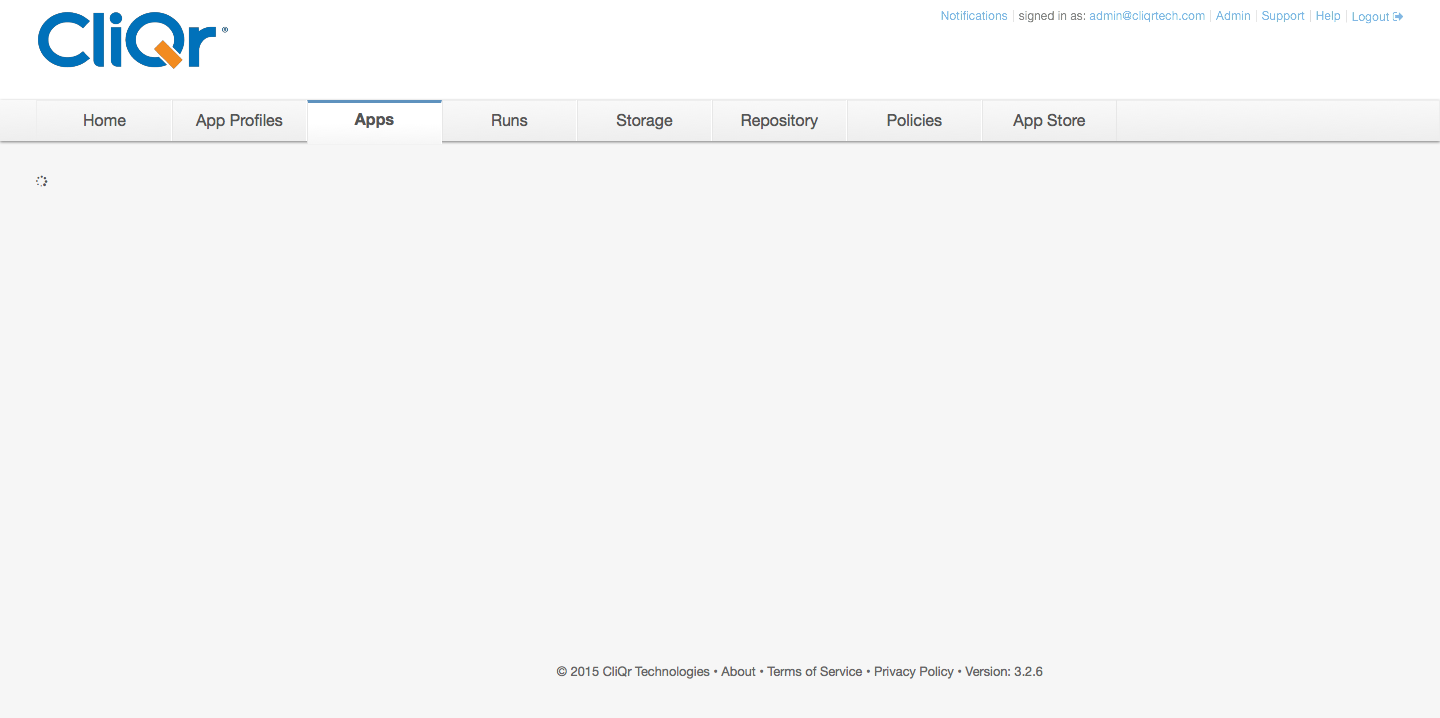 CliQr®
Notifications signed in as: admin@cliqrtech.com Admin Support Help Logout
Home App Profiles Apps Runs Storage Repository Policies App Store
© 2015 CliQr Technologies • About • Terms of Service • Privacy Policy • Version: 3.2.6